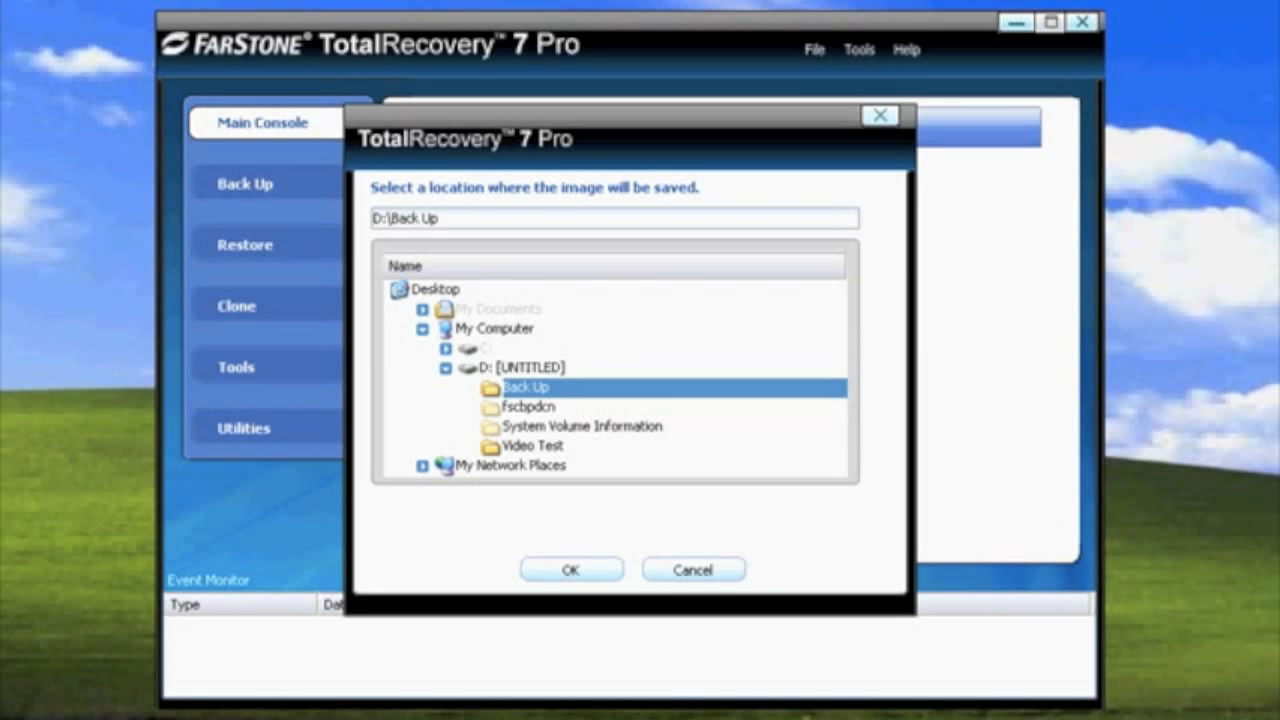 FARSTONE® TotalRecovery™ 7 Pro
File Tools Help
Main Console
Back Up
Restore
Clone
Tools
Utilities
Event Monitor
Type
Dat
TotalRecovery™ 7 Pro
Select a location where the image will be saved.
D:\Back Up
Name
Desktop
My Documents
My Computer
C:
D: [UNTITLED]
Back Up
fscbpdcn
System Volume Information
Video Test
My Network Places
OK Cancel